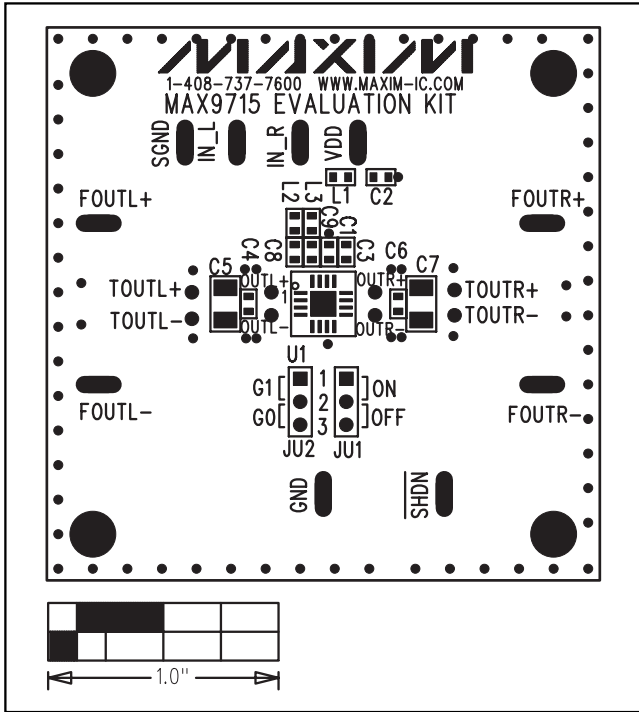 MAXIM
1-408-737-7600 WWW.MAXIM-IC.COM
MAX9715 EVALUATION KIT
SGND
IN_L
IN_R
VDD
L1
C2
FOUTL+
FOUTR+
L2
L3
C9
C1
C4
C8
C3
C6
C5
C7
OUTL+
OUTR+
TOUTL+
TOUTR+
1
TOUTL-
TOUTR-
OUTL-
OUTR-
U1
G1
1
ON
2
G0
OFF
3
FOUTL-
FOUTR-
JU2
JU1
GND
SHDN
1.0"